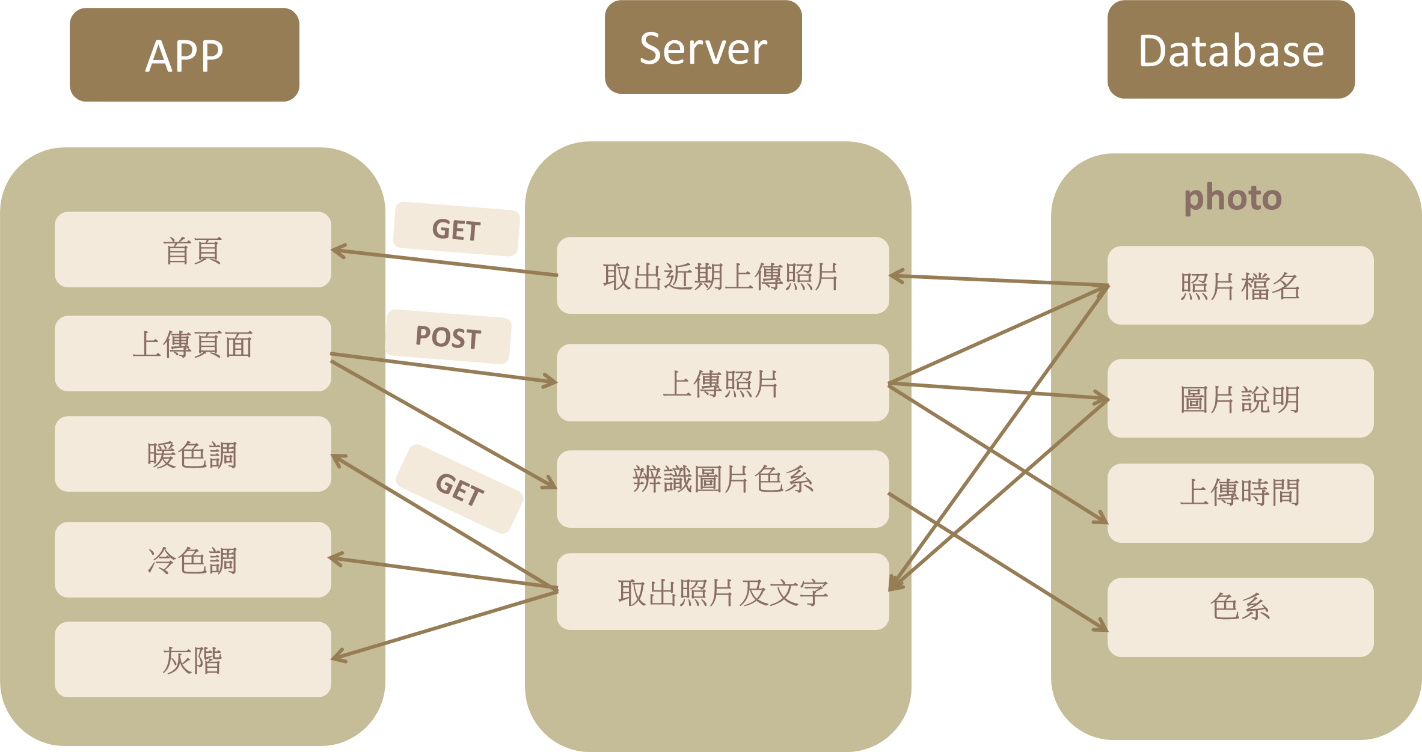 APP
Server
Database
首頁
上傳頁面
暖色調
冷色調
灰階
GET
POST
GET
取出近期上傳照片
上傳照片
辨識圖片色系
取出照片及文字
photo
照片檔名
圖片說明
上傳時間
色系